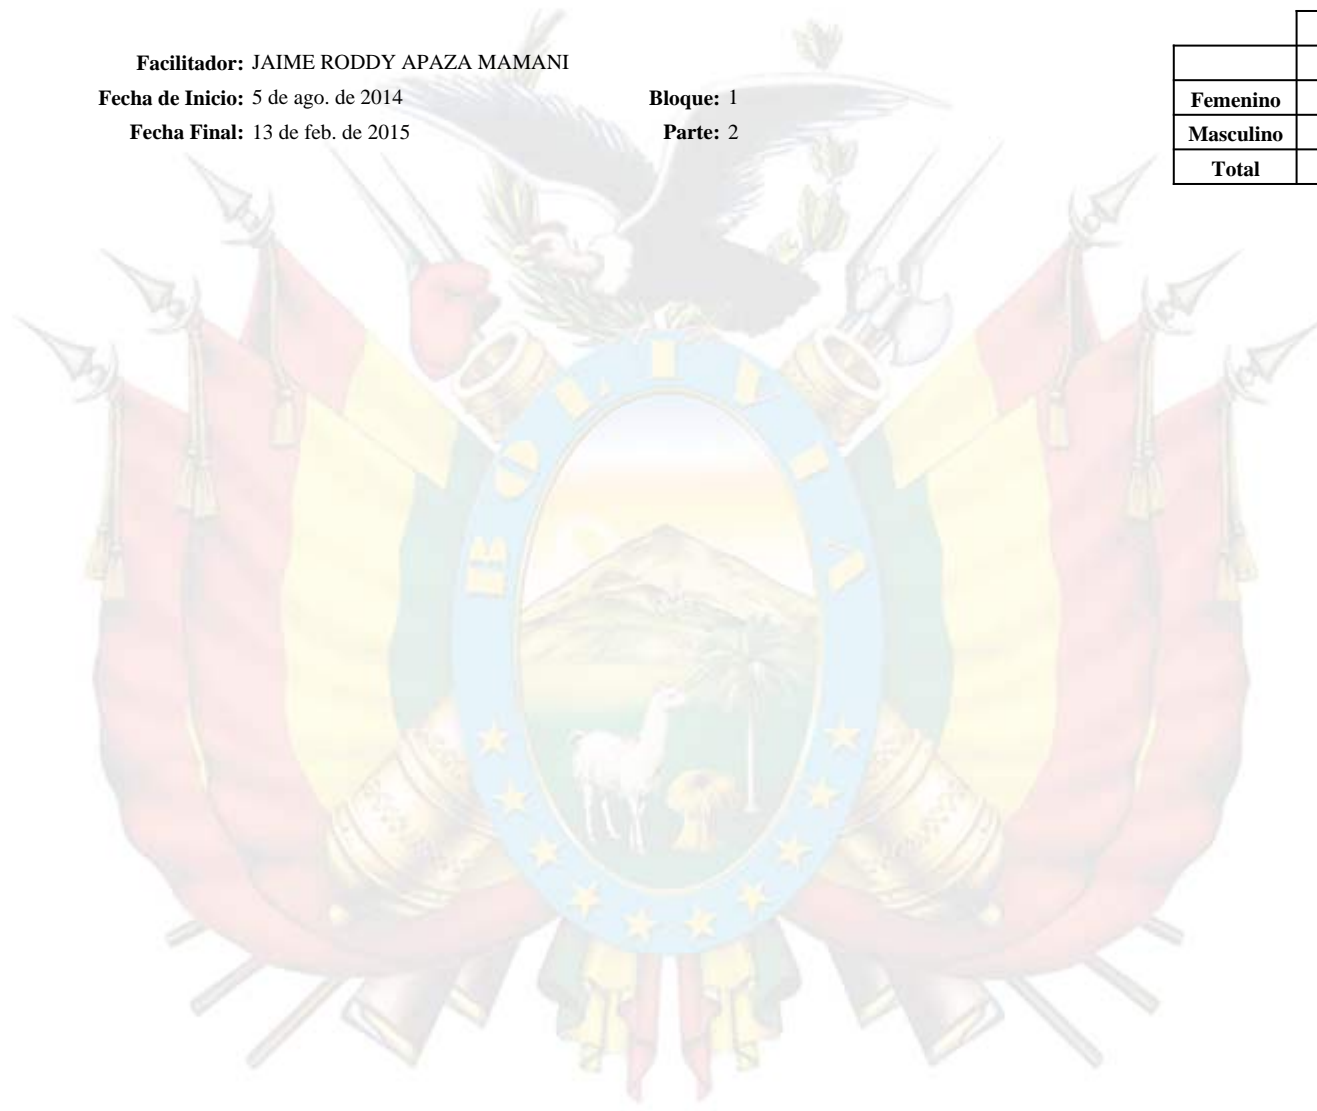 Facilitador: JAIME RODDY APAZA MAMANI
Fecha de Inicio: 5 de ago. de 2014 Bloque: 1
Fecha Final: 13 de feb. de 2015 Parte: 2
Femenino
Masculino
Total
BOLIVIA